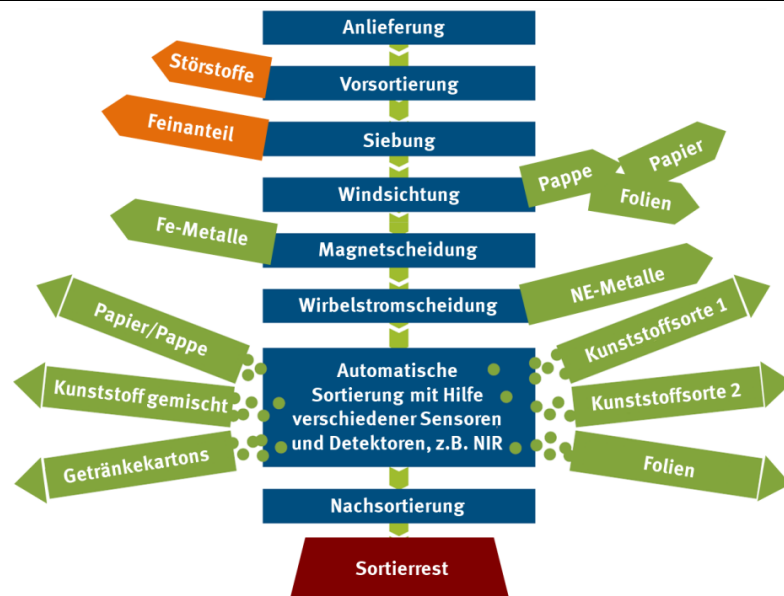 Anlieferung
Störstoffe
Vorsortierung
Feinanteil
Siebung
Papier
Pappe
Windsichtung
Folien
Fe-Metalle
Magnetscheidung
NE-Metalle
Wirbelstromscheidung
Papier/Pappe
Kunststoffsorte 1
Automatische
Sortierung mit Hilfe
verschiedener Sensoren
und Detektoren, z.B. NIR
Kunststoff gemischt
Kunststoffsorte 2
Getränkekartons
Folien
Nachsortierung
Sortierrest